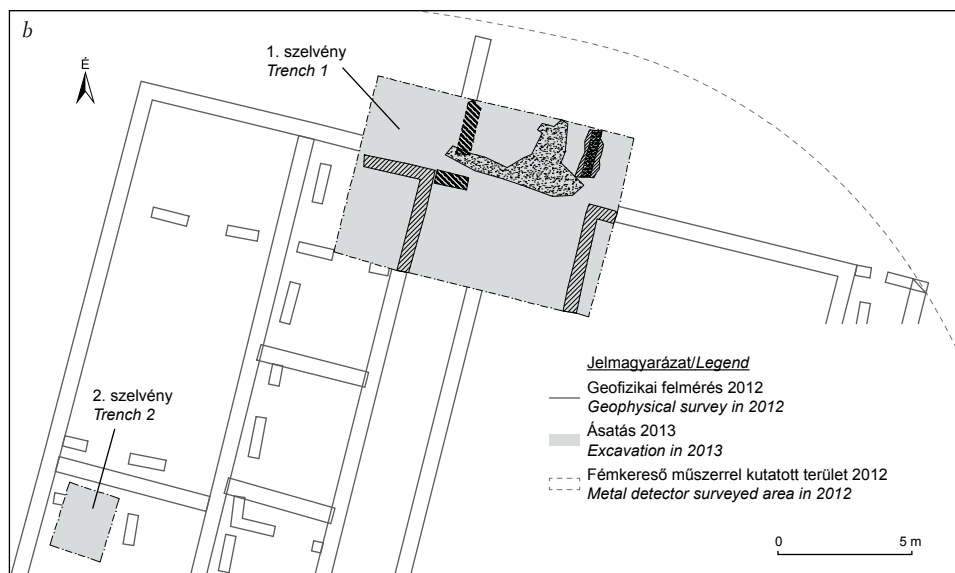 b
É
1. szelvény
Trench 1
2. szelvény
Trench 2
Jelmagyarázat/Legend
Geofizikai felmérés 2012
Geophysical survey in 2012
Ásatás 2013
Excavation in 2013
Fémkereső műszerrel kutatott terület 2012
Metal detector surveyed area in 2012
0 5 m